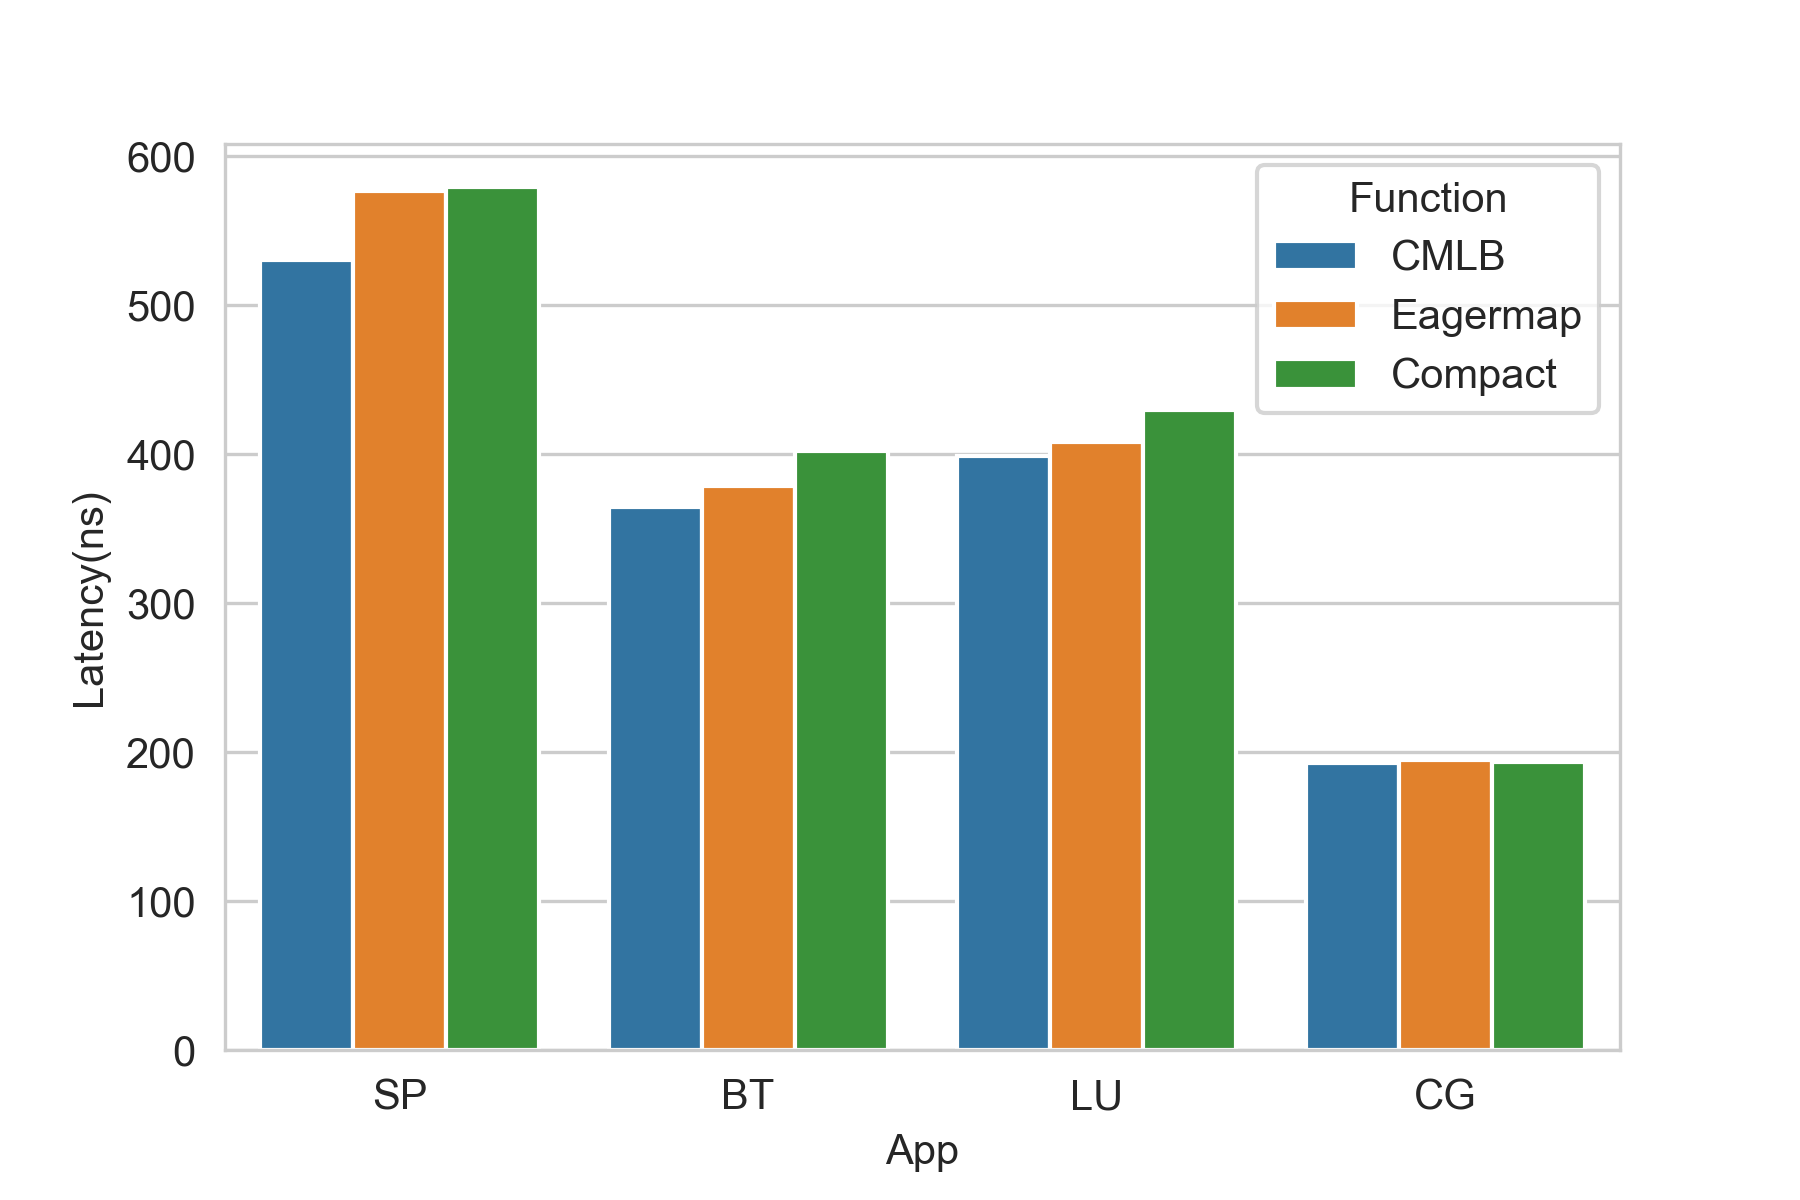 600
500
400
300
200
100
0
Latency(ns)
Function
CMLB
Eagermap
Compact
SP
BT
LU
CG
App